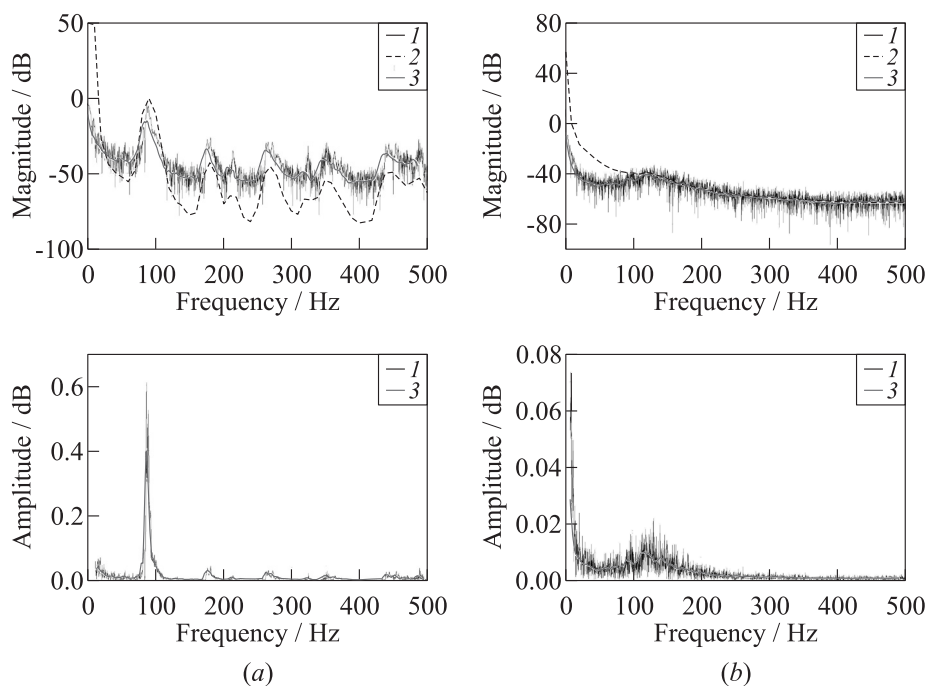 50
0
-50
-100
Magnitude / dB
0 100 200 300 400 500
Frequency / Hz
1
2
3
80
40
0
-40
-80
Magnitude / dB
0 100 200 300 400 500
Frequency / Hz
1
2
3
0.6
0.4
0.2
0.0
Amplitude / dB
0 100 200 300 400 500
Frequency / Hz
1
3
(a)
0.08
0.06
0.04
0.02
0.00
Amplitude / dB
0 100 200 300 400 500
Frequency / Hz
1
3
(b)